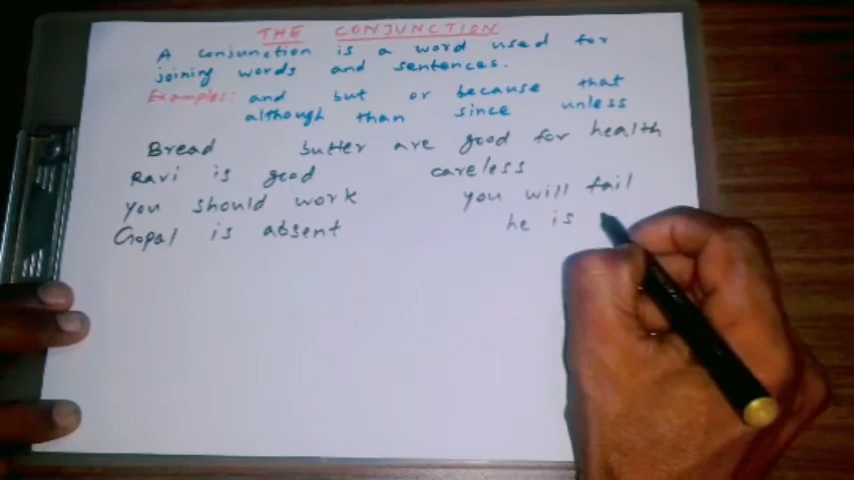 THE CONJUNCTION
A conjunction is a word used for
joining words and sentences.
Examples: and but or because that
although than since unless
Bread butter are good for health
Ravi is good careless
you should work you will fail
Gopal is absent he is